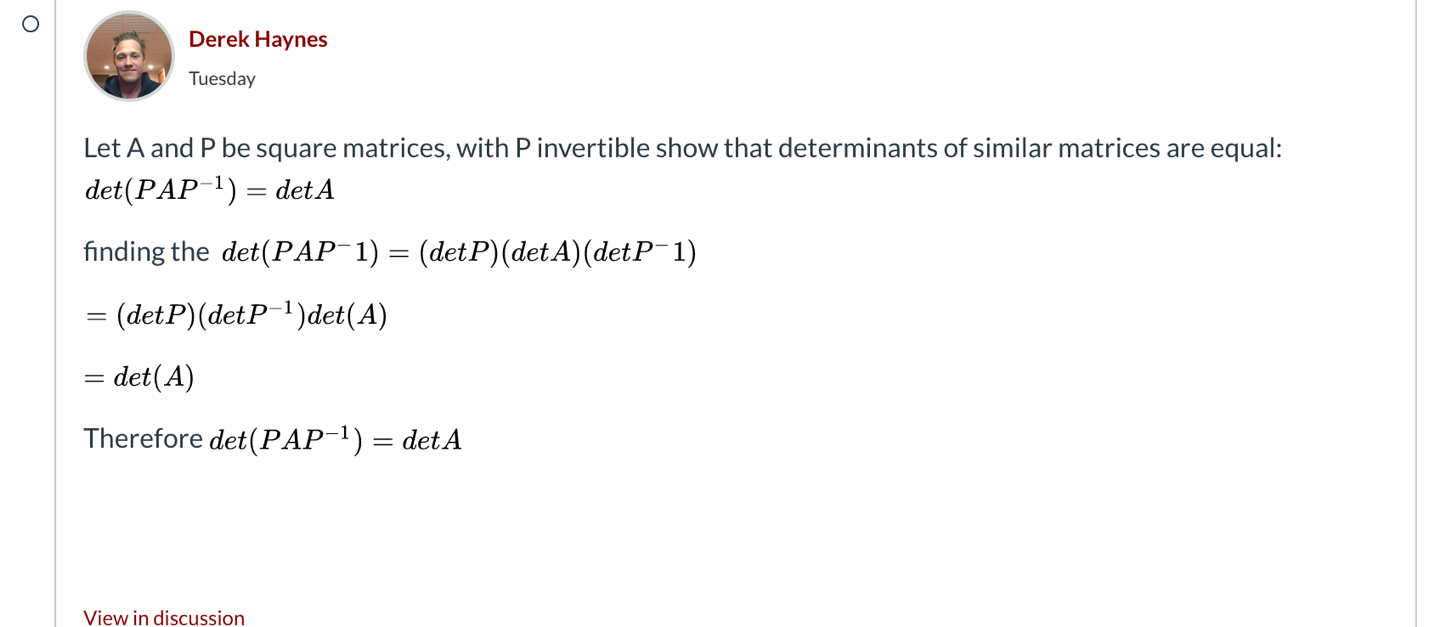 Derek Haynes
Tuesday
Let A and P be square matrices, with P invertible show that determinants of similar matrices are equal:
det(PAP⁻¹) = detA
finding the det(PAP⁻1) = (detP)(detA)(detP⁻1)
= (detP)(detP⁻¹)det(A)
= det(A)
Therefore det(PAP⁻¹) = detA
View in discussion